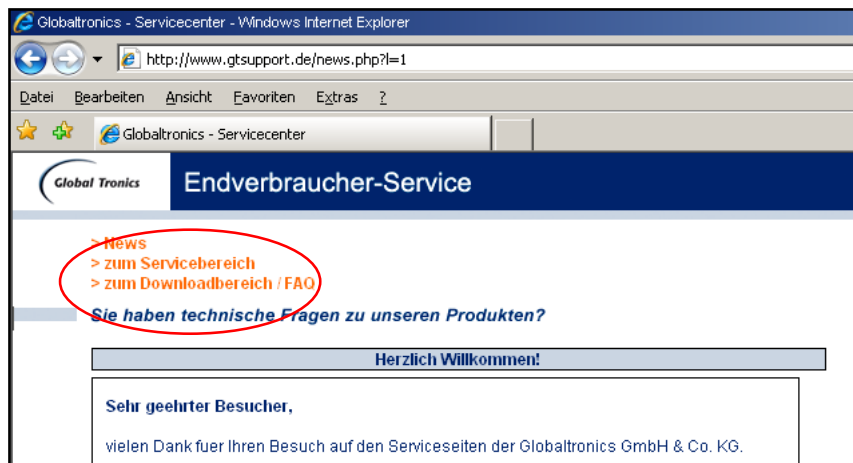 Globaltronics - Servicecenter - Windows Internet Explorer
http://www.gtsupport.de/news.php?l=1
Datei Bearbeiten Ansicht Favoriten Extras ?
Globaltronics - Servicecenter
Global Tronics
Endverbraucher-Service
> News
> zum Servicebereich
> zum Downloadbereich / FAQ
Sie haben technische Fragen zu unseren Produkten?
Herzlich Willkommen!
Sehr geehrter Besucher,
vielen Dank fuer Ihren Besuch auf den Serviceseiten der Globaltronics GmbH & Co. KG.